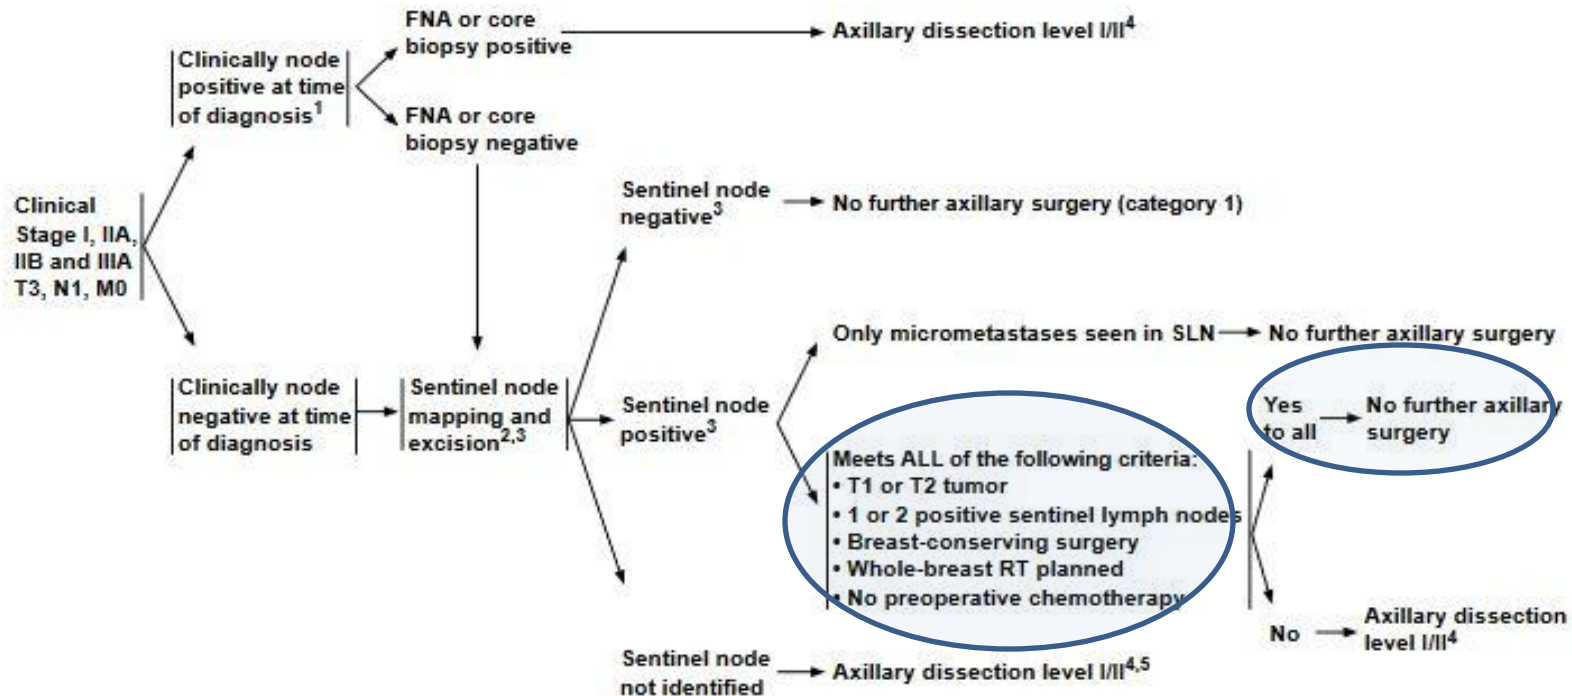 FNA or core
biopsy positive
Axillary dissection level I/II4
Clinically node
positive at time
of diagnosis1
FNA or core
biopsy negative
Clinical
Stage I, IIA,
IIB and IIIA
T3, N1, M0
Sentinel node
negative3
No further axillary surgery (category 1)
Only micrometastases seen in SLN
No further axillary surgery
Clinically node
negative at time
of diagnosis
Sentinel node
mapping and
excision2,3
Sentinel node
positive3
Yes
to all
No further axillary
surgery
Meets ALL of the following criteria:
• T1 or T2 tumor
• 1 or 2 positive sentinel lymph nodes
• Breast-conserving surgery
• Whole-breast RT planned
• No preoperative chemotherapy
No
Axillary dissection
level I/II4
Sentinel node
not identified
Axillary dissection level I/II4,5